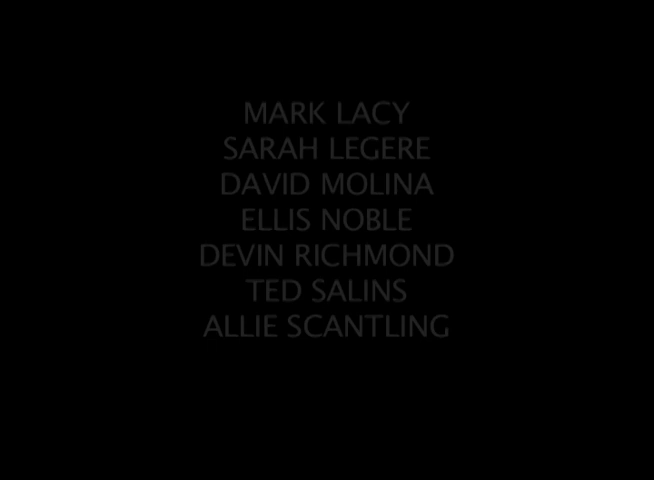 MARK LACY
SARAH LEGERE
DAVID MOLINA
ELLIS NOBLE
DEVIN RICHMOND
TED SALINS
ALLIE SCANTLING